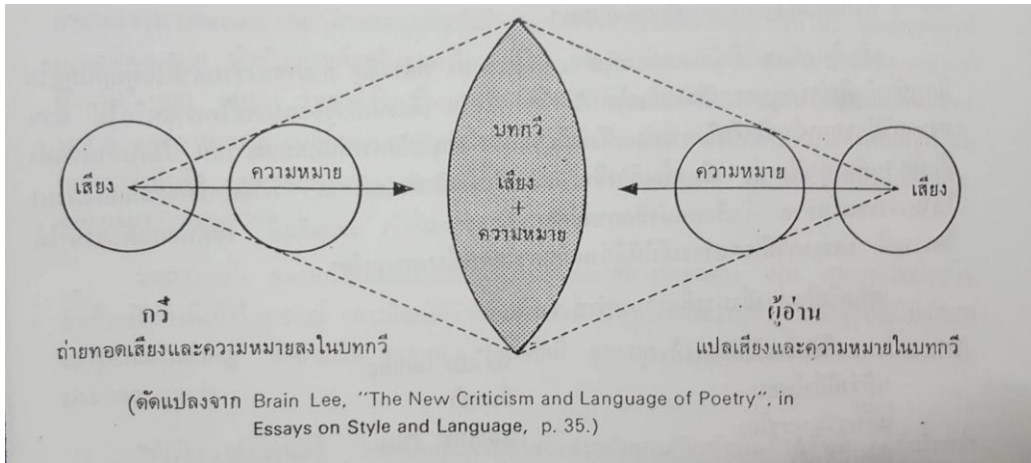 บทกวี
เสียง ความหมาย เสียง ความหมาย เสียง
+
ความหมาย
กวี ผู้อ่าน
ถ่ายทอดเสียงและความหมายลงในบทกวี แปลเสียงและความหมายในบทกวี
(ดัดแปลงจาก Brain Lee, "The New Criticism and Language of Poetry", in
Essays on Style and Language, p. 35.)